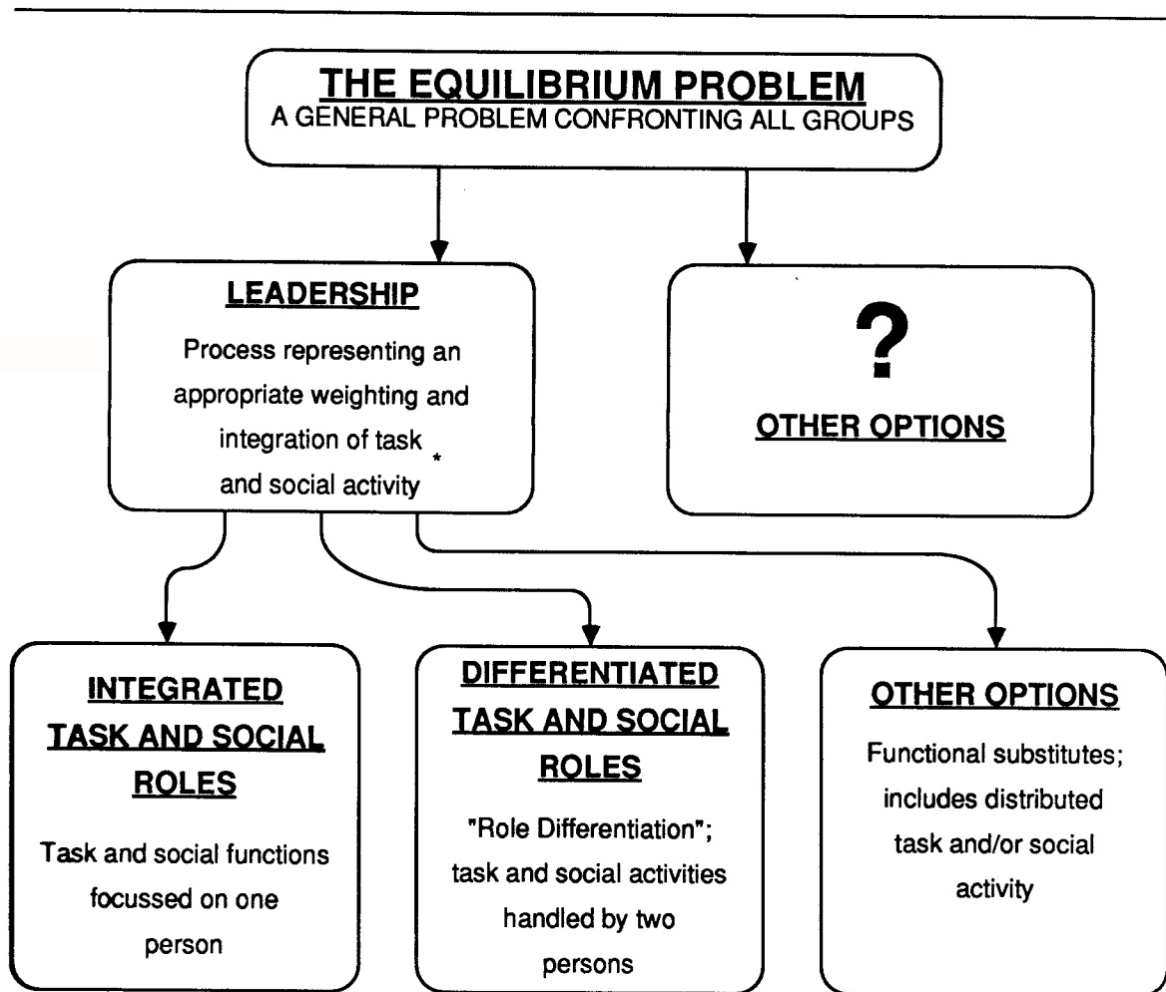 THE EQUILIBRIUM PROBLEM
A GENERAL PROBLEM CONFRONTING ALL GROUPS
LEADERSHIP
Process representing an
appropriate weighting and
integration of task
*
and social activity
?
OTHER OPTIONS
INTEGRATED
TASK AND SOCIAL
ROLES
Task and social functions
focussed on one
person
DIFFERENTIATED
TASK AND SOCIAL
ROLES
"Role Differentiation";
task and social activities
handled by two
persons
OTHER OPTIONS
Functional substitutes;
includes distributed
task and/or social
activity